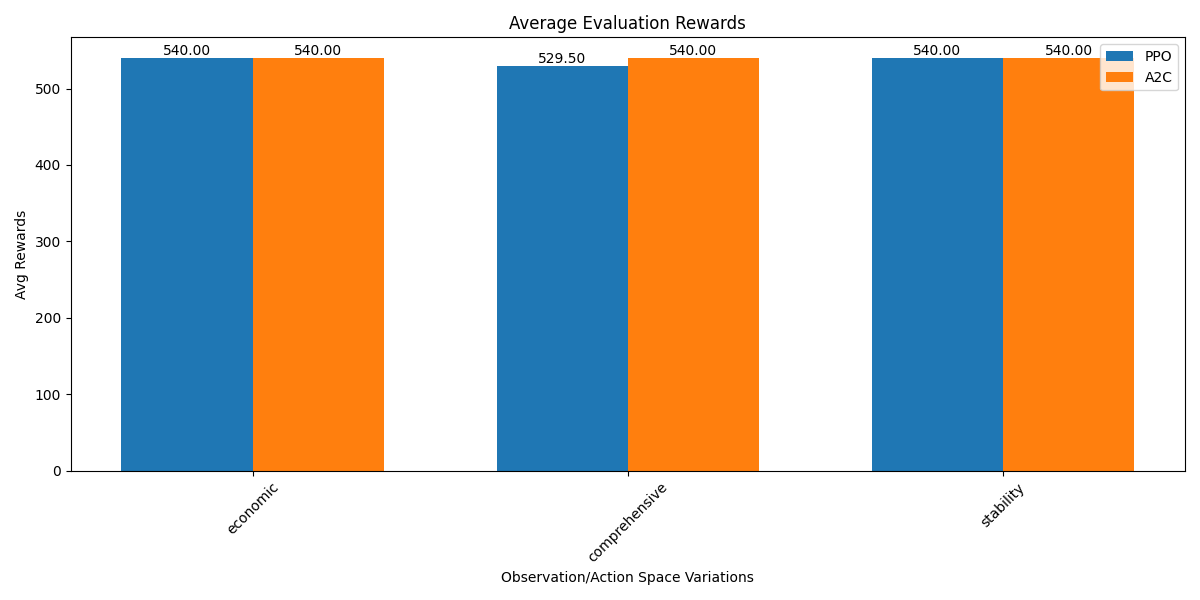 Average Evaluation Rewards
540.00 540.00 529.50 540.00 540.00 540.00
PPO
A2C
Avg Rewards
500
400
300
200
100
0
economic comprehensive stability
Observation/Action Space Variations